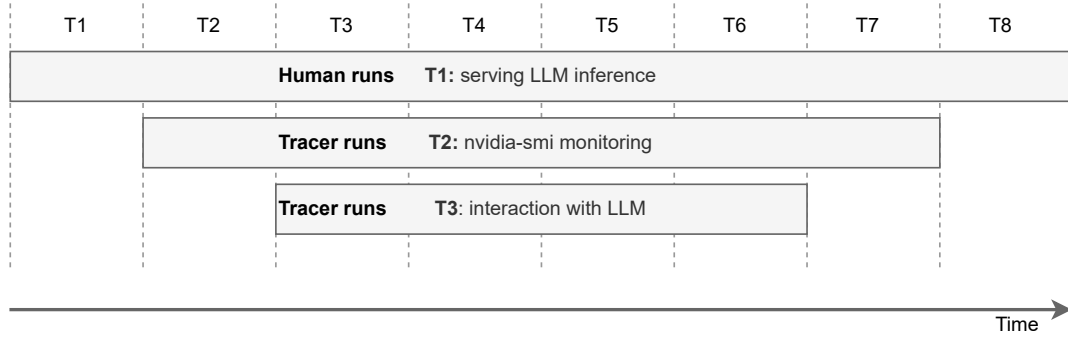 T1 T2 T3 T4 T5 T6 T7 T8
Human runs T1: serving LLM inference
Tracer runs T2: nvidia-smi monitoring
Tracer runs T3: interaction with LLM
Time